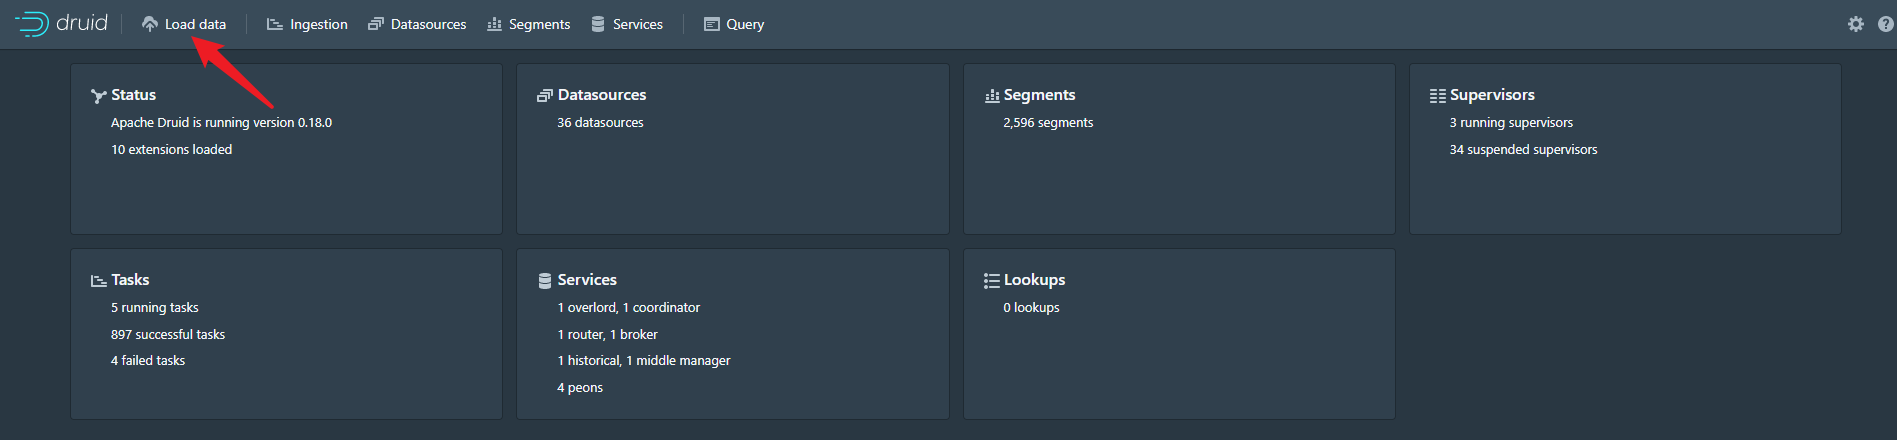 druid Load data Ingestion Datasources Segments Services Query
Status
Apache Druid is running version 0.18.0
10 extensions loaded
Datasources
36 datasources
Segments
2,596 segments
Supervisors
3 running supervisors
34 suspended supervisors
Tasks
5 running tasks
897 successful tasks
4 failed tasks
Services
1 overlord, 1 coordinator
1 router, 1 broker
1 historical, 1 middle manager
4 peons
Lookups
0 lookups